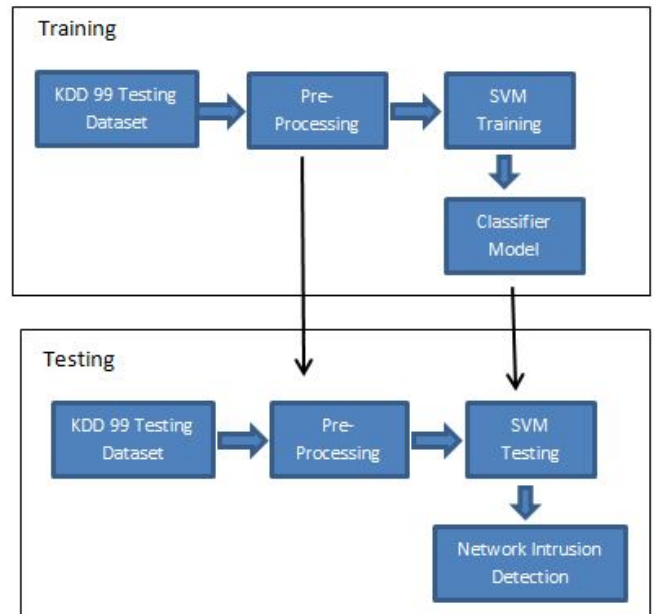 Training
KDD 99 Testing
Dataset
Pre-
Processing
SVM
Training
Classifier
Model
Testing
KDD 99 Testing
Dataset
Pre-
Processing
SVM
Testing
Network Intrusion
Detection